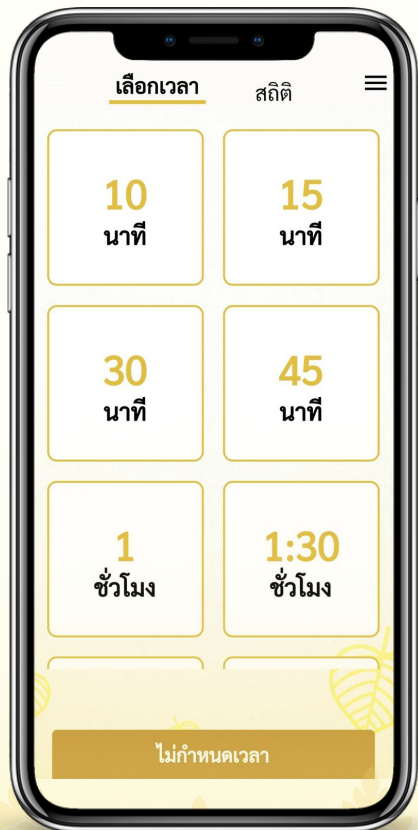 เลือกเวลา
สถิติ
10
นาที
15
นาที
30
นาที
45
นาที
1
ชั่วโมง
1:30
ชั่วโมง
ไม่กำหนดเวลา